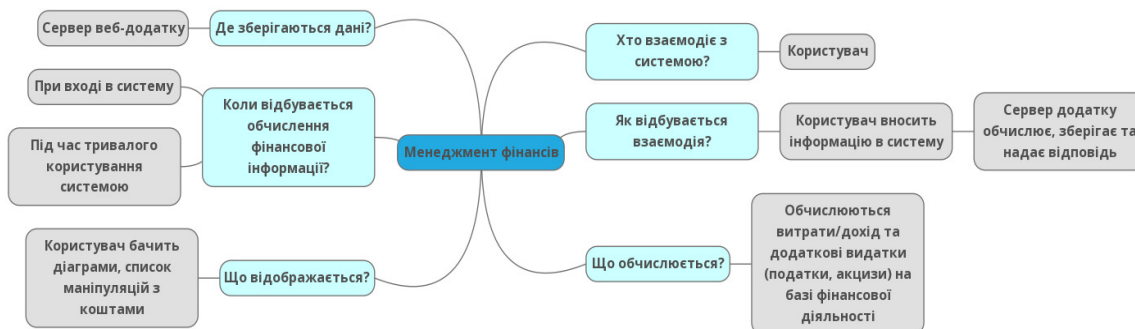 Сервер веб-додатку
Де зберігаються дані?
При вході в систему
Під час тривалого
користування
системою
Коли відбувається
обчислення
фінансової
інформації?
Користувач бачить
діаграми, список
маніпуляцій з
коштами
Що відображається?
Менеджмент фінансів
Хто взаємодіє з
системою?
Користувач
Як відбувається
взаємодія?
Користувач вносить
інформацію в систему
Сервер додатку
обчислює, зберігає та
надає відповідь
Що обчислюється?
Обчислюються
витрати/дохід та
додаткові видатки
(податки, акцизи) на
базі фінансової
діяльності